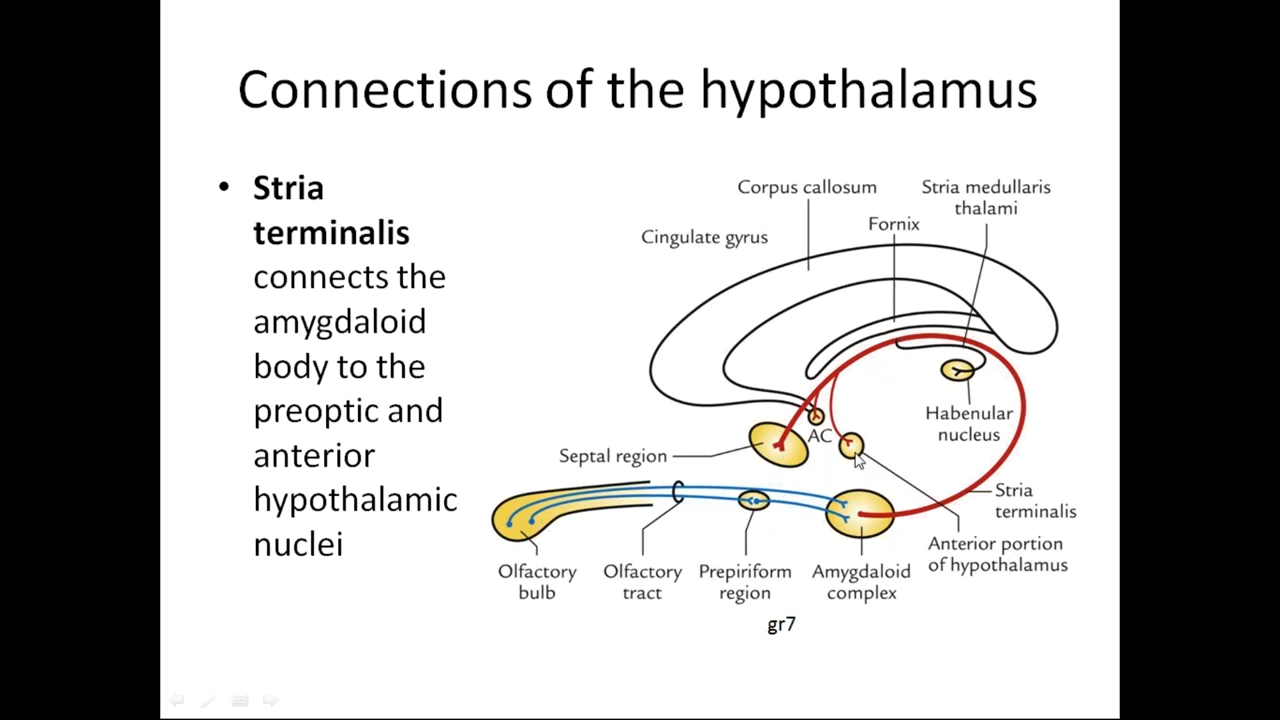 Connections of the hypothalamus
• Stria
terminalis
connects the
amygdaloid
body to the
preoptic and
anterior
hypothalamic
nuclei
Corpus callosum
Stria medullaris
thalami
Fornix
Cingulate gyrus
Habenular
nucleus
AC
Septal region
Stria
terminalis
Anterior portion
of hypothalamus
Olfactory
bulb
Olfactory
tract
Prepiriform
region
Amygdaloid
complex
gr7